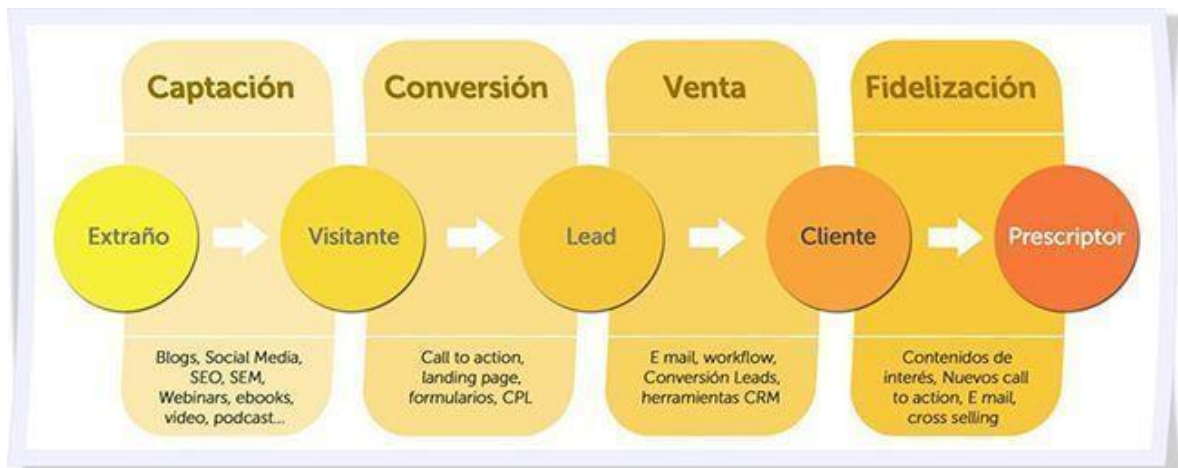 Captación
Conversión
Venta
Fidelización
Extraño
Visitante
Lead
Cliente
Prescriptor
Blogs, Social Media,
SEO, SEM,
Webinars, ebooks,
video, podcast...
Call to action,
landing page,
formularios, CPL
E mail, workflow,
Conversión Leads,
herramientas CRM
Contenidos de
interés, Nuevos call
to action, E mail,
cross selling